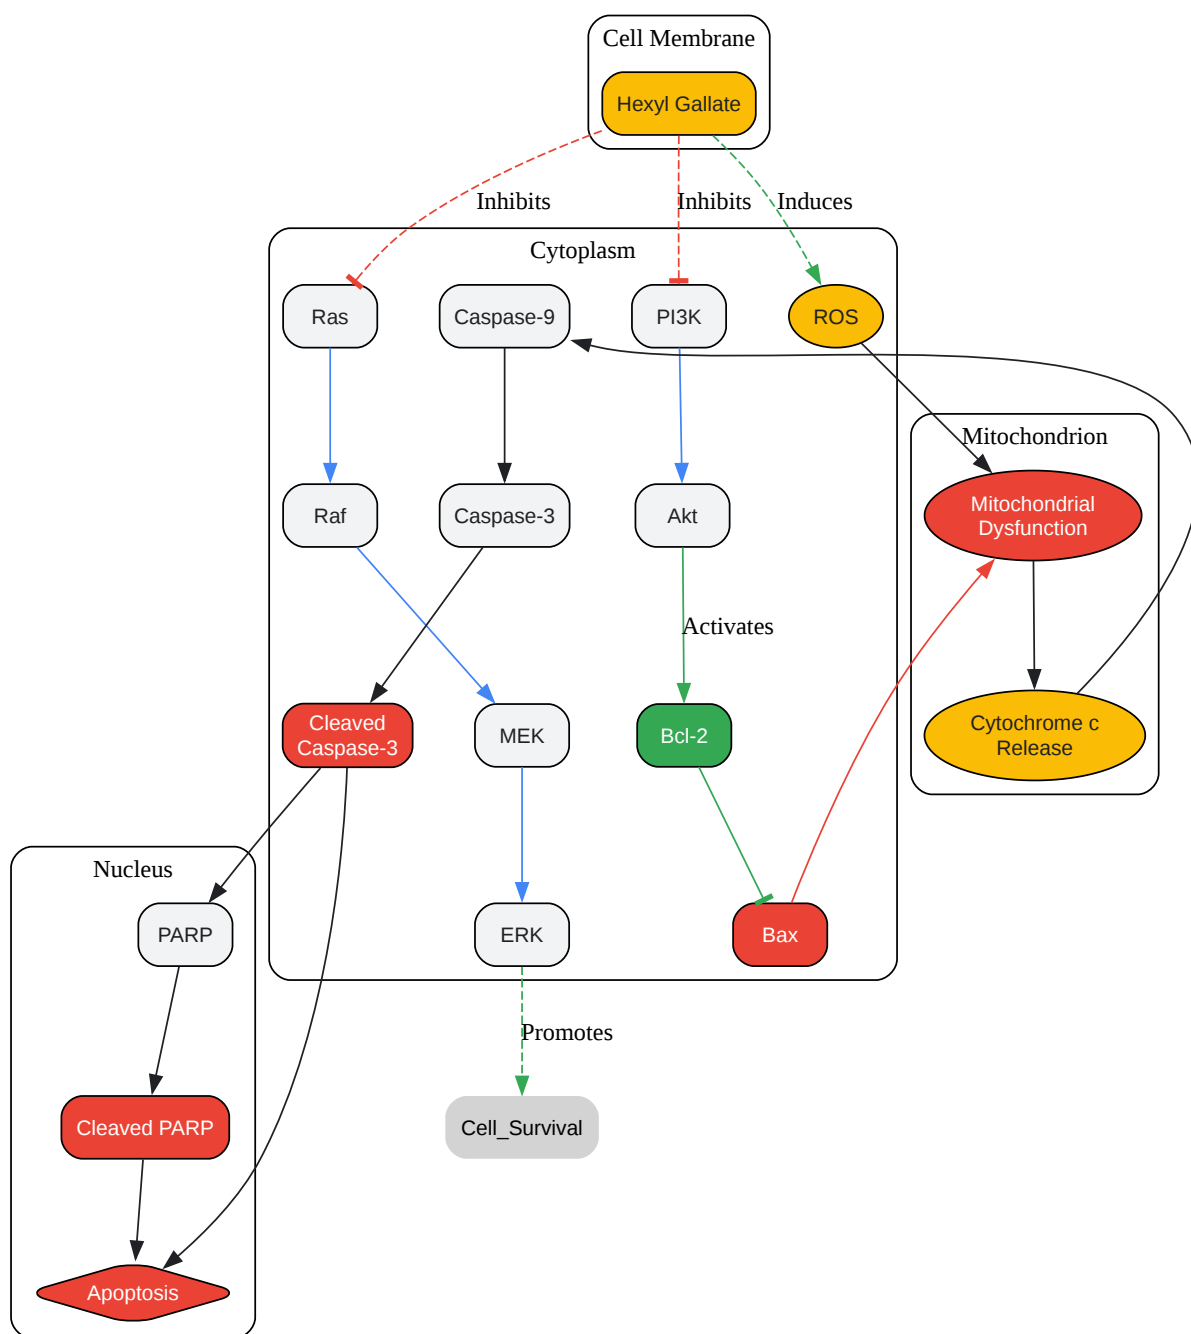 Cell Membrane
Hexyl Gallate
Inhibits
Inhibits
Induces
Cytoplasm
Ras
Caspase-9
PI3K
ROS
Mitochondrion
Raf
Caspase-3
Akt
Mitochondrial
Dysfunction
Activates
Cleaved
Caspase-3
MEK
Bcl-2
Cytochrome c
Release
Nucleus
PARP
ERK
Bax
Promotes
Cleaved PARP
Cell_Survival
Apoptosis